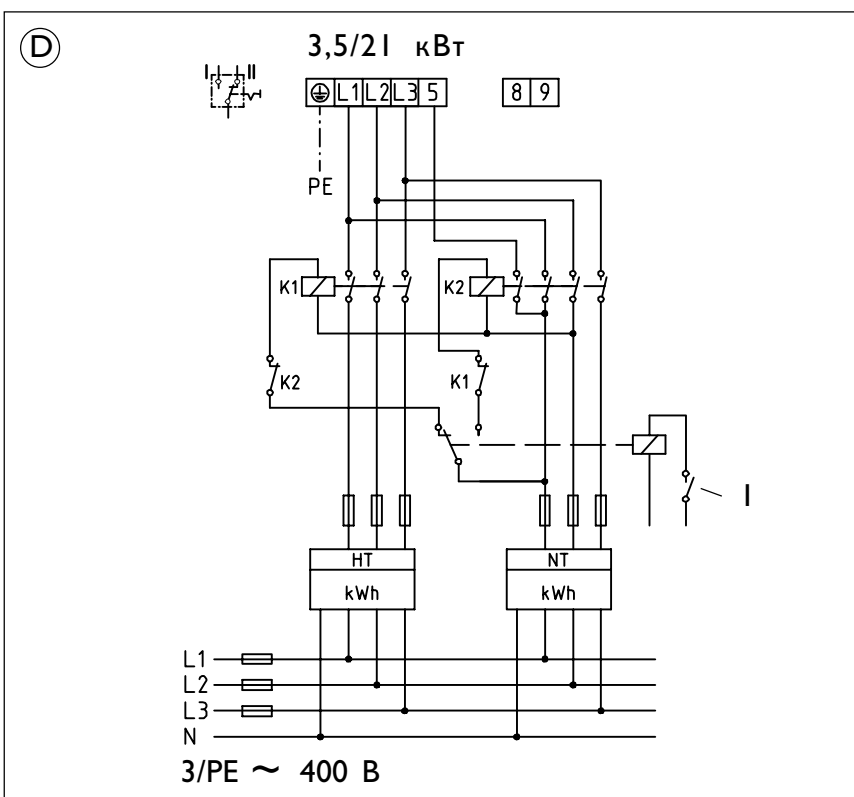 D
3,5/21 кВт
I II
L1 L2 L3 5 8 9
PE
K1 K2
K2 K1
I
HT NT
kWh kWh
L1
L2
L3
N
3/PE ~ 400 В